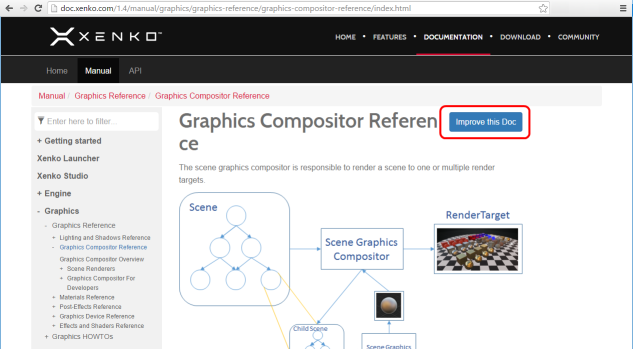 doc.xenko.com/1.4/manual/graphics/graphics-reference/graphics-compositor-reference/index.html
XENKO™
HOME • FEATURES • DOCUMENTATION • DOWNLOAD • COMMUNITY
Home Manual API
Manual / Graphics Reference / Graphics Compositor Reference
Enter here to filter...
+ Getting started
Xenko Launcher
Xenko Studio
+ Engine
- Graphics
- Graphics Reference
+ Lighting and Shadows Reference
- Graphics Compositor Reference
Graphics Compositor Overview
+ Scene Renderers
+ Graphics Compositor For
Developers
+ Materials Reference
+ Post-Effects Reference
+ Graphics Device Reference
+ Effects and Shaders Reference
+ Graphics HOWTOs
Graphics Compositor Referen
ce
Improve this Doc
The scene graphics compositor is responsible to render a scene to one or multiple render
targets.
Scene
Scene Graphics
Compositor
RenderTarget
Child Scene
Scene Graphics